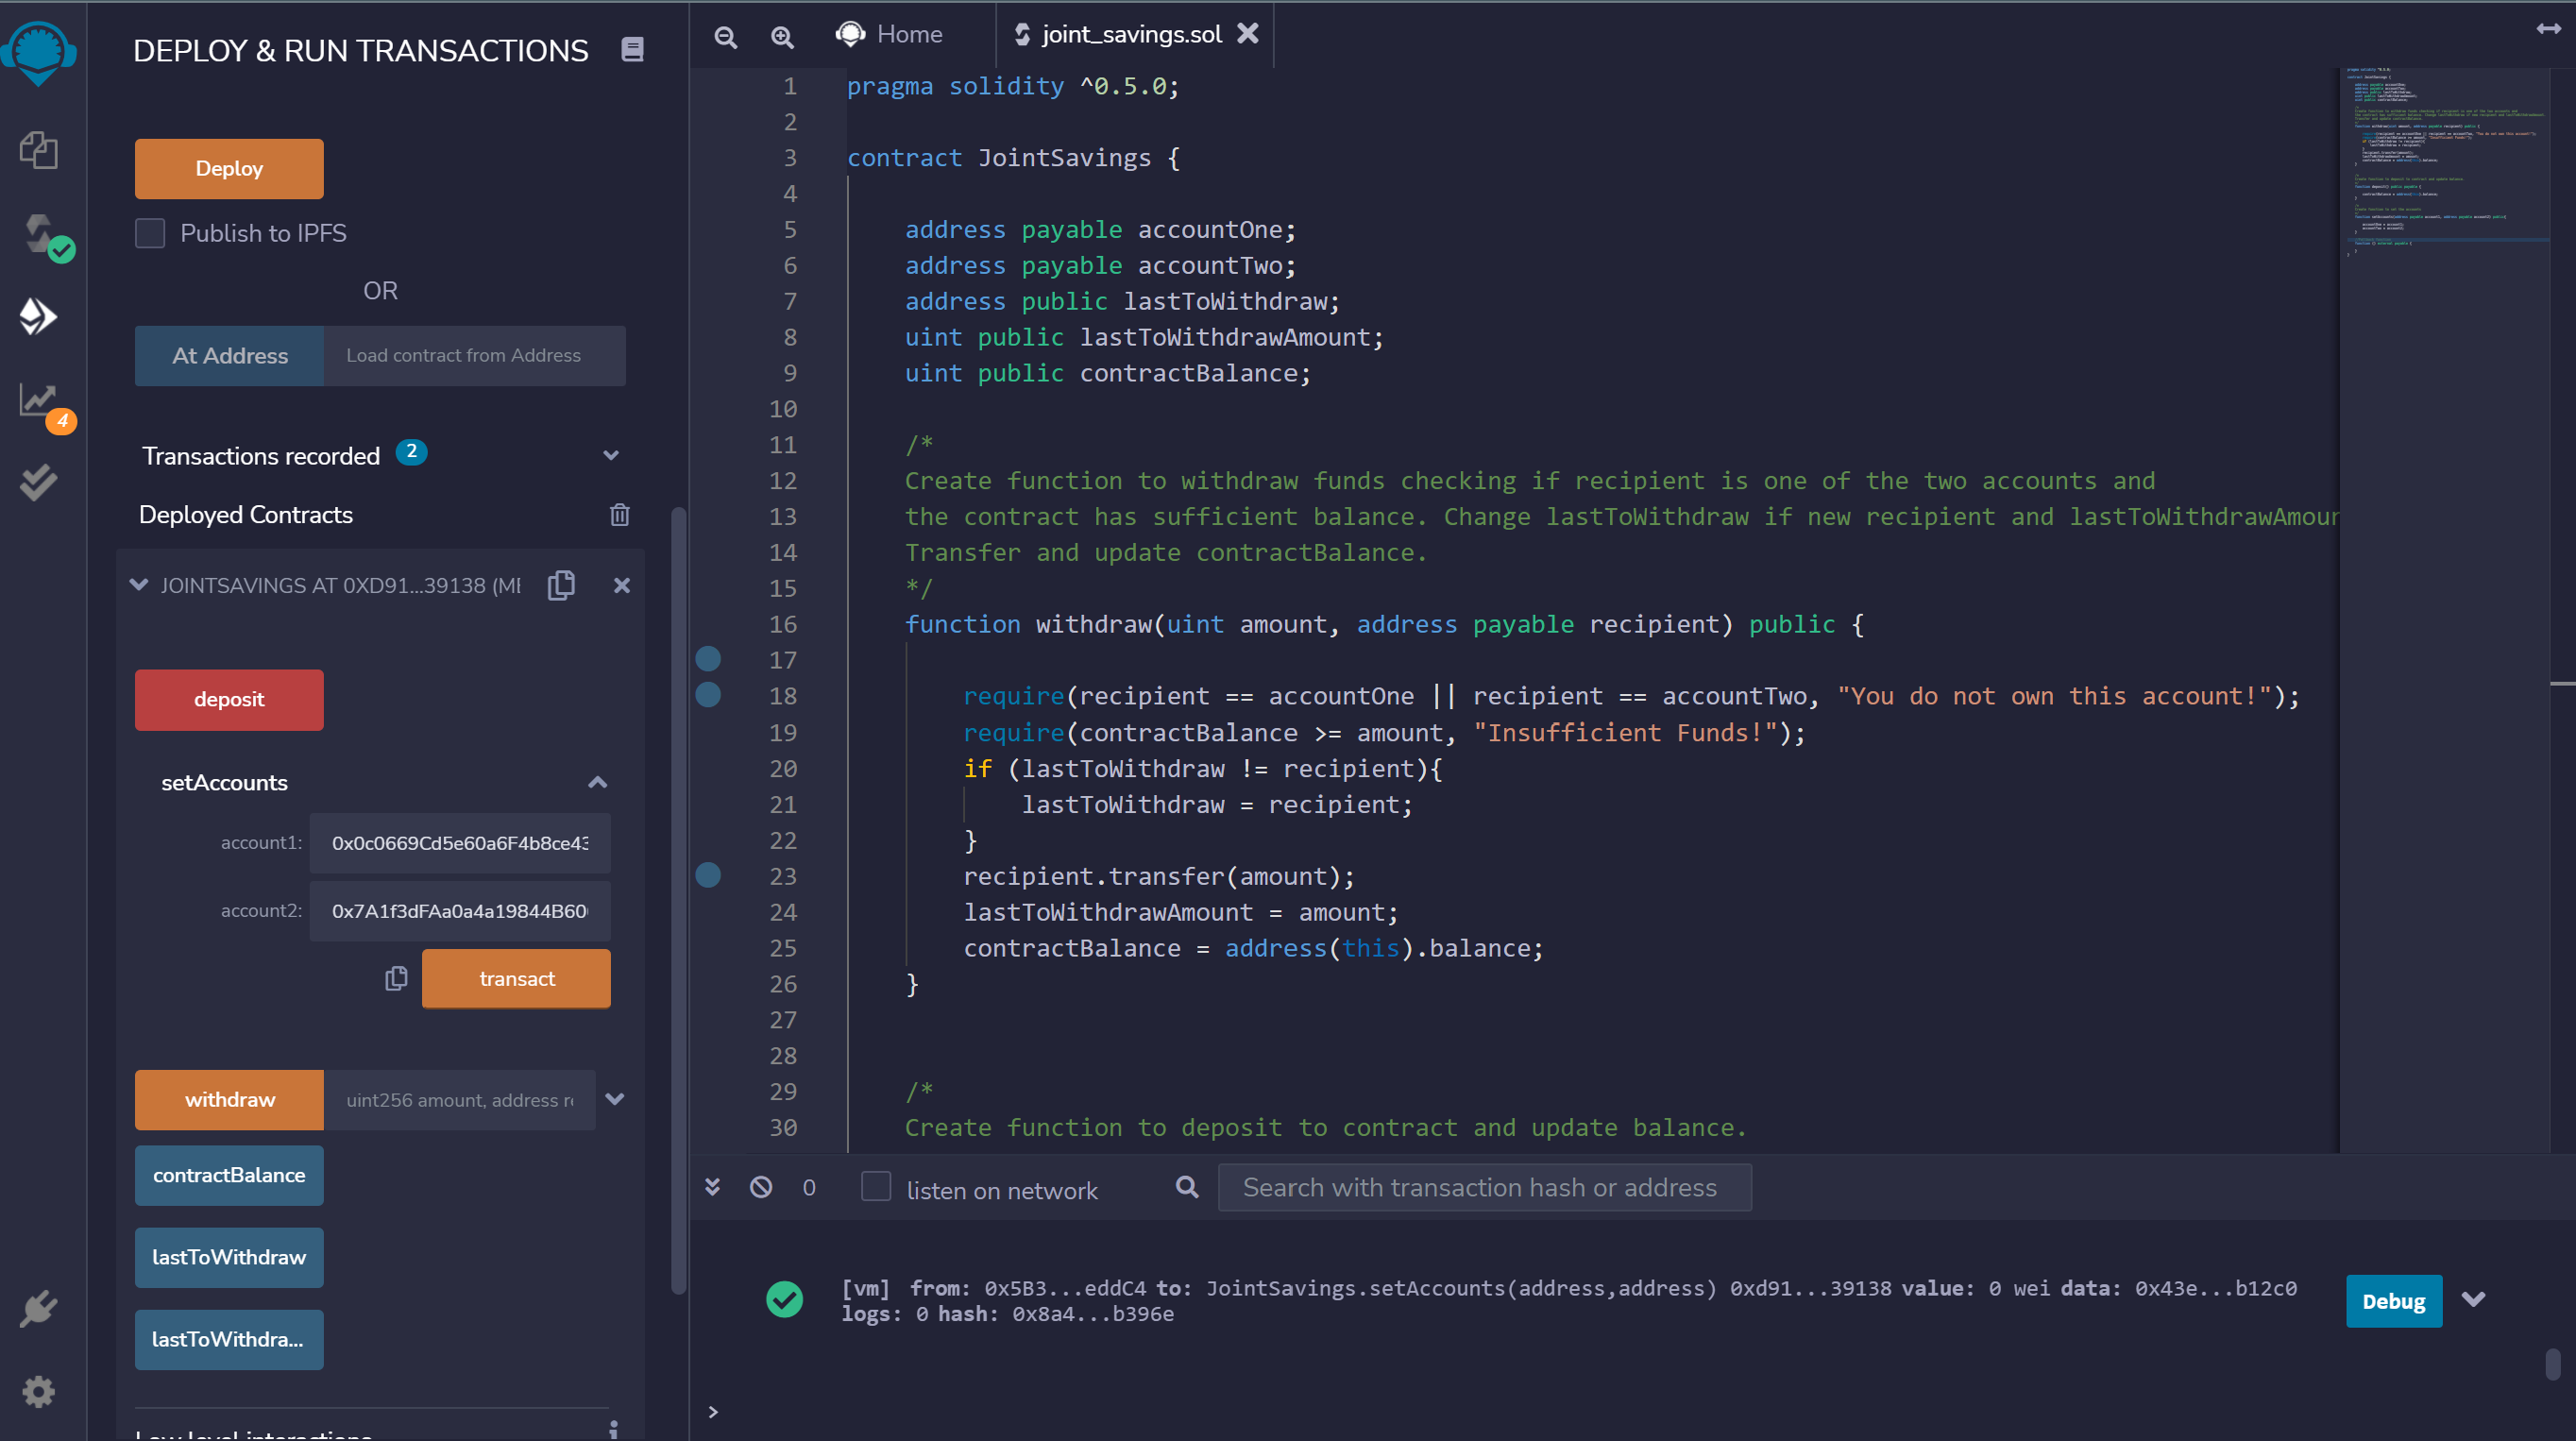 DEPLOY & RUN TRANSACTIONS
Deploy
Publish to IPFS
OR
At Address
Load contract from Address
4
Transactions recorded 2
Deployed Contracts
JOINTSAVINGS AT 0XD91...39138 (ME
deposit
setAccounts
account1: 0x0c0669Cd5e60a6F4b8ce43
account2: 0x7A1f3dFAa0a4a19844B60
transact
withdraw
uint256 amount, address re
contractBalance
lastToWithdraw
lastToWithdra...
Low level interactions
Home
joint_savings.sol
1 pragma solidity ^0.5.0;
2
3 contract JointSavings {
4
5 address payable accountOne;
6 address payable accountTwo;
7 address public lastToWithdraw;
8 uint public lastToWithdrawAmount;
9 uint public contractBalance;
10
11 /*
12 Create function to withdraw funds checking if recipient is one of the two accounts and
13 the contract has sufficient balance. Change lastToWithdraw if new recipient and lastToWithdrawAmour
14 Transfer and update contractBalance.
15 */
16 function withdraw(uint amount, address payable recipient) public {
17
18 require(recipient == accountOne || recipient == accountTwo, "You do not own this account!");
19 require(contractBalance >= amount, "Insufficient Funds!");
20 if (lastToWithdraw != recipient){
21 lastToWithdraw = recipient;
22 }
23 recipient.transfer(amount);
24 lastToWithdrawAmount = amount;
25 contractBalance = address(this).balance;
26 }
27
28
29 /*
30 Create function to deposit to contract and update balance.
0
listen on network
Search with transaction hash or address
[vm] from: 0x5B3...eddC4 to: JointSavings.setAccounts(address,address) 0xd91...39138 value: 0 wei data: 0x43e...b12c0
logs: 0 hash: 0x8a4...b396e
Debug
>